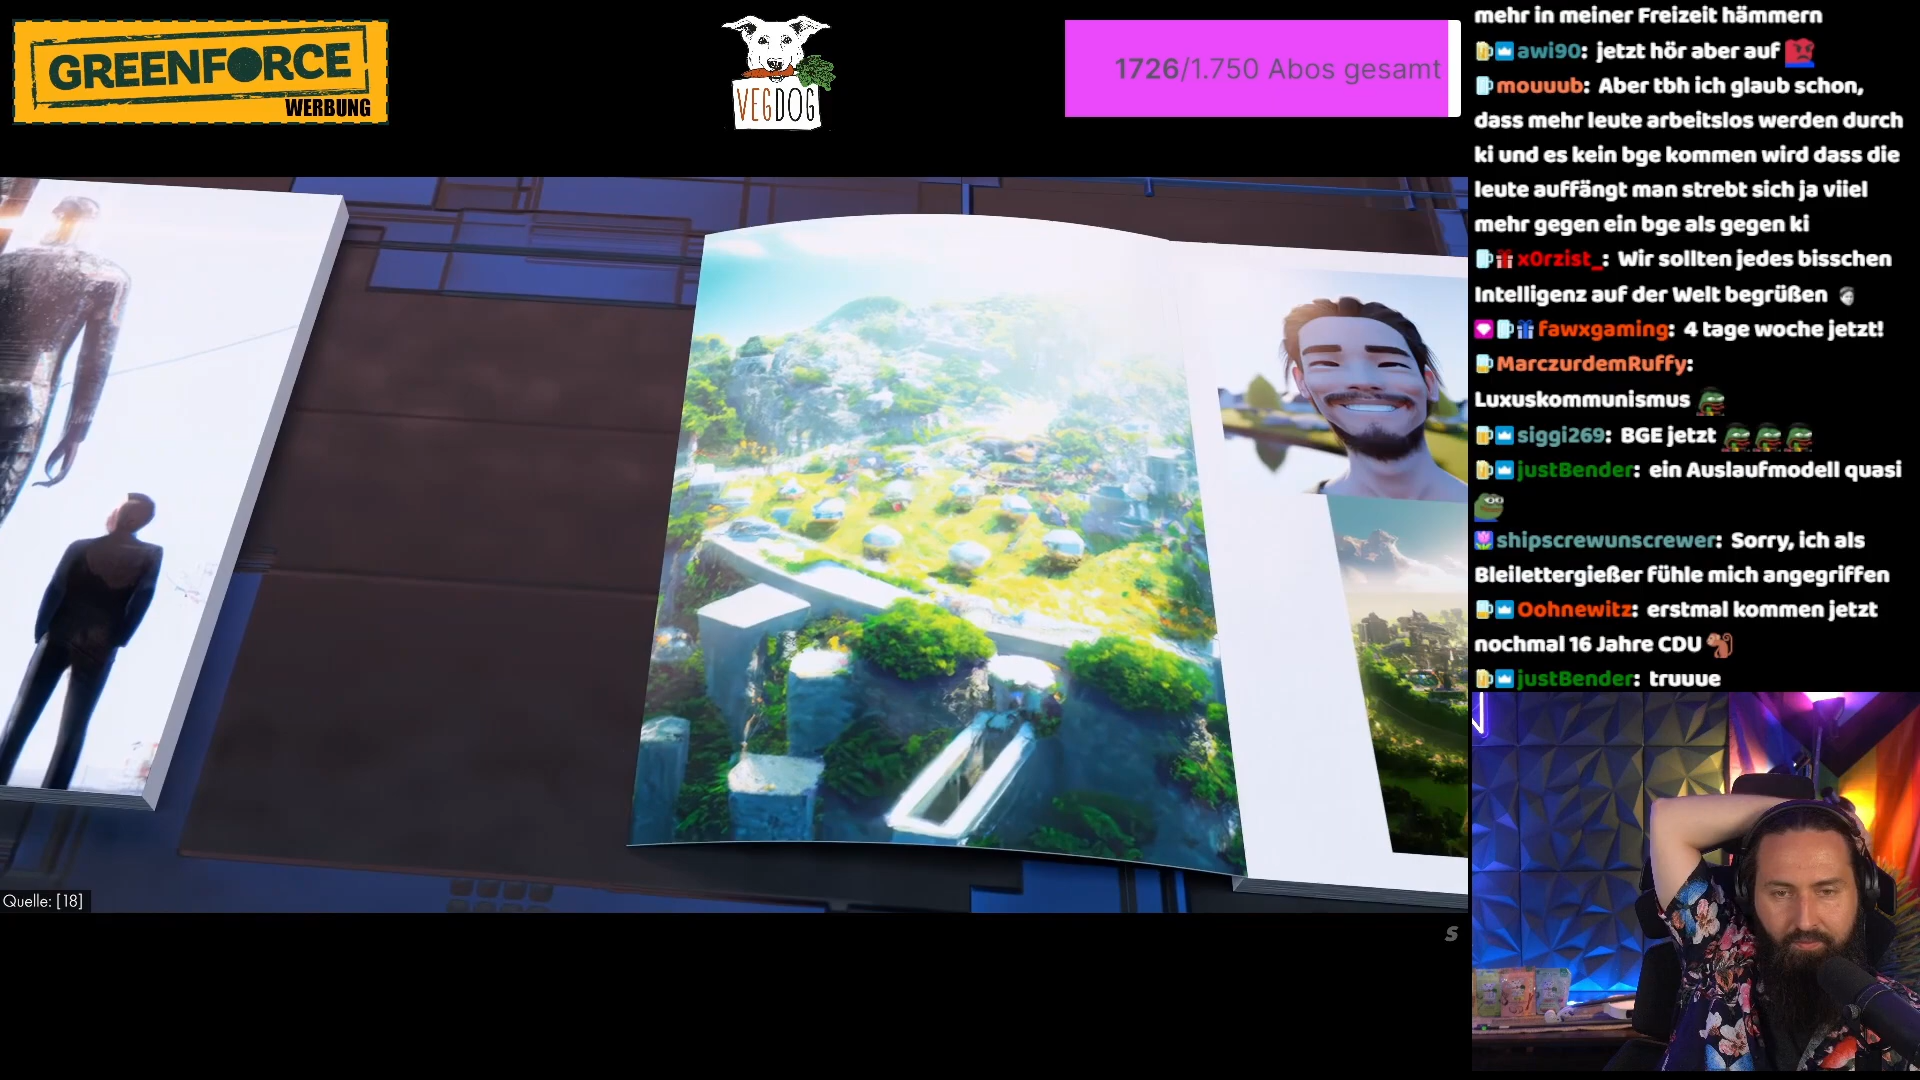 GREENFORCE
WERBUNG
VEGDOG
1726/1.750 Abos gesamt
mehr in meiner Freizeit hämmern
awi90: jetzt hör aber auf
mouuub: Aber tbh ich glaub schon,
dass mehr leute arbeitslos werden durch
ki und es kein bge kommen wird dass die
leute auffängt man strebt sich ja viiel
mehr gegen ein bge als gegen ki
x0rzist_: Wir sollten jedes bisschen
Intelligenz auf der Welt begrüßen
fawxgaming: 4 tage woche jetzt!
MarczurdemRuffy:
Luxuskommunismus
siggi269: BGE jetzt
justBender: ein Auslaufmodell quasi
shipscrewunscrewer: Sorry, ich als
Bleilettergießer fühle mich angegriffen
Oohnewitz: erstmal kommen jetzt
nochmal 16 Jahre CDU
justBender: truuue
Quelle: [18]
S